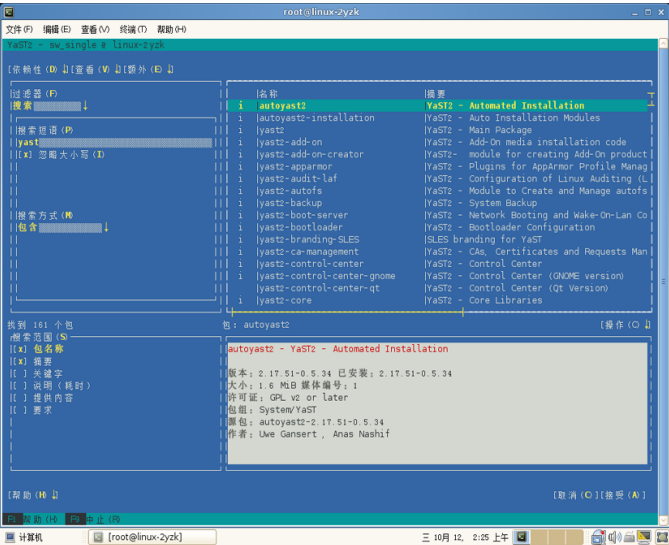 root@linux-2yzk
文件(F) 编辑(E) 查看(V) 终端(T) 帮助(H)
YaST2 - sw_single @ linux-2yzk
[依赖性(D)↓][查看(V)↓][额外(E)↓]
过滤器(F)
搜索
搜索短语(P)
yast
[x] 忽略大小写(I)
搜索方式(M)
包含
找到 161 个包
搜索范围(S)
[x] 包名称
[x] 摘要
[ ] 关键字
[ ] 说明(耗时)
[ ] 提供内容
[ ] 要求
名称 摘要
i autoyast2 YaST2 - Automated Installation
i autoyast2-installation YaST2 - Auto Installation Modules
i yast2 YaST2 - Main Package
i yast2-add-on YaST2 - Add-On media installation code
i yast2-add-on-creator YaST2- module for creating Add-On product
i yast2-apparmor YaST2 - Plugins for AppArmor Profile Manag
i yast2-audit-laf YaST2 - Configuration of Linux Auditing (L
i yast2-autofs YaST2 - Module to Create and Manage autofs
i yast2-backup YaST2 - System Backup
i yast2-boot-server YaST2 - Network Booting and Wake-On-Lan Co
i yast2-bootloader YaST2 - Bootloader Configuration
i yast2-branding-SLES SLES branding for YaST
i yast2-ca-management YaST2 - CAs, Certificates and Requests Man
i yast2-control-center YaST2 - Control Center
i yast2-control-center-gnome YaST2 - Control Center (GNOME version)
yast2-control-center-qt YaST2 - Control Center (Qt Version)
i yast2-core YaST2 - Core Libraries
包: autoyast2 [操作(C)↓]
autoyast2 - YaST2 - Automated Installation
版本: 2.17.51-0.5.34 已安装: 2.17.51-0.5.34
大小: 1.6 MiB 媒体编号: 1
许可证: GPL v2 or later
包组: System/YaST
源包: autoyast2-2.17.51-0.5.34
作者: Uwe Gansert , Anas Nashif
[帮助(H)↓] [取消(C)][接受(A)]
F1 帮助(H) F9 中止(R)
计算机 [root@linux-2yzk] 三 10月 12, 2:25 上午